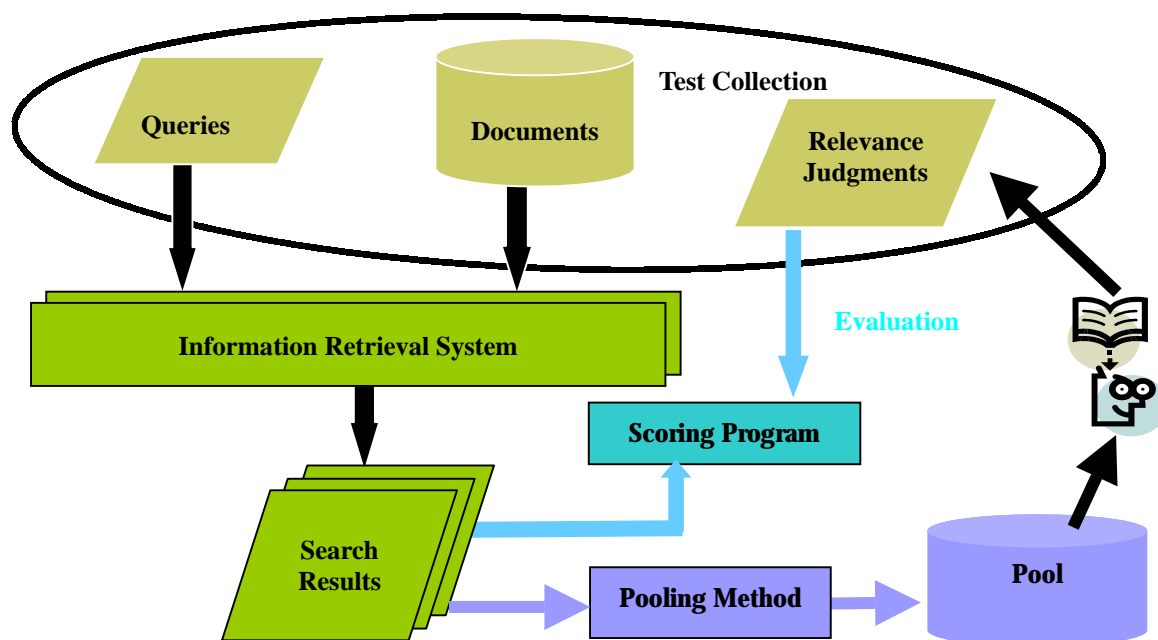 Test Collection
Queries
Documents
Relevance
Judgments
Evaluation
Information Retrieval System
Scoring Program
Search
Results
Pooling Method
Pool